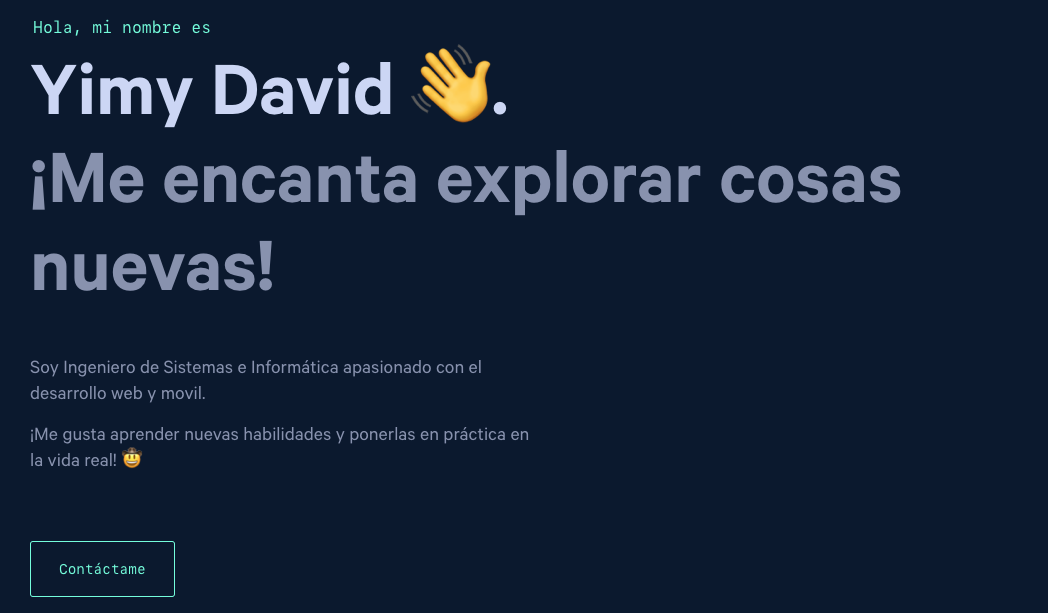 Hola, mi nombre es
Yimy David 👋.
¡Me encanta explorar cosas
nuevas!
Soy Ingeniero de Sistemas e Informática apasionado con el
desarrollo web y movil.
¡Me gusta aprender nuevas habilidades y ponerlas en práctica en
la vida real! 🤠
Contáctame